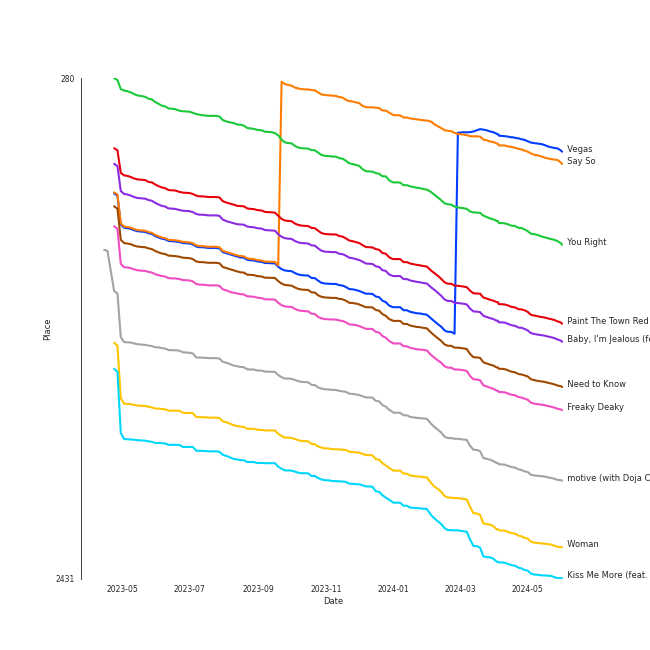 280
Vegas
Say So
You Right
Paint The Town Red
Baby, I'm Jealous (fe
Place
Need to Know
Freaky Deaky
motive (with Doja C
Woman
Kiss Me More (feat.
2431
2023-05 2023-07 2023-09 2023-11 2024-01 2024-03 2024-05
Date